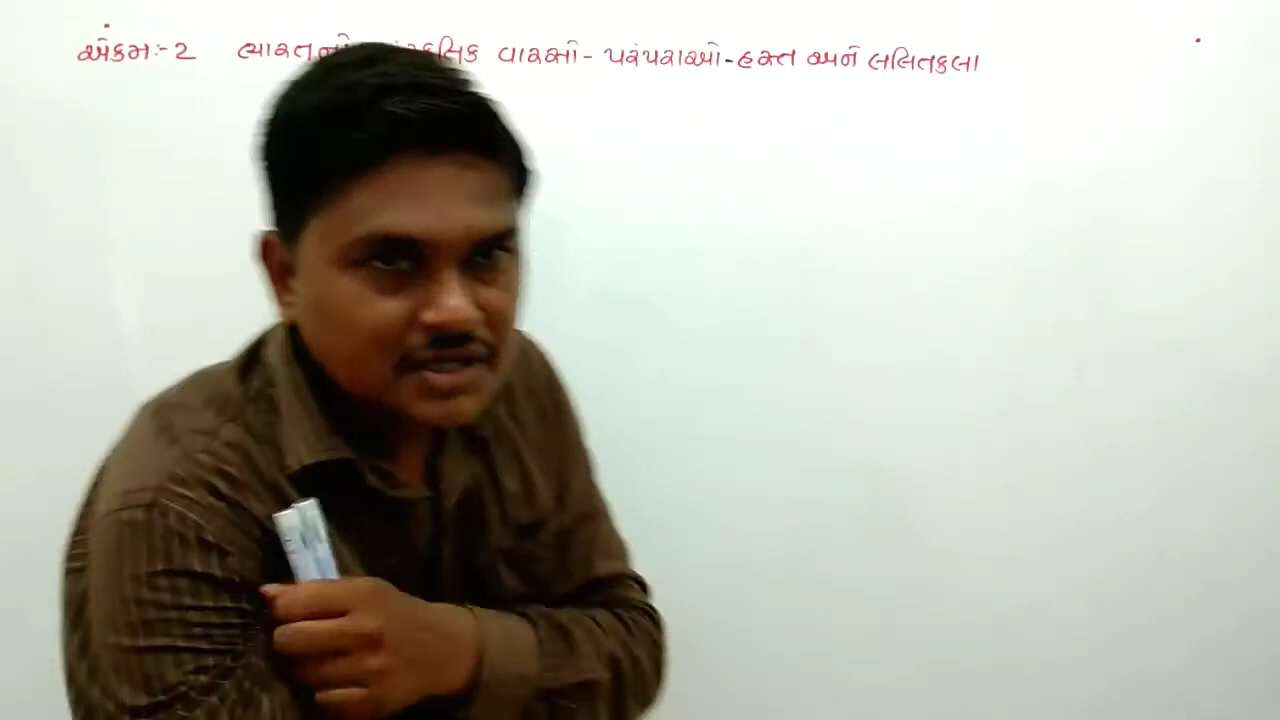 એકમઃ-2 ભારત વારસો - પરંપરાઓ - હસ્ત અને લલિતકલા